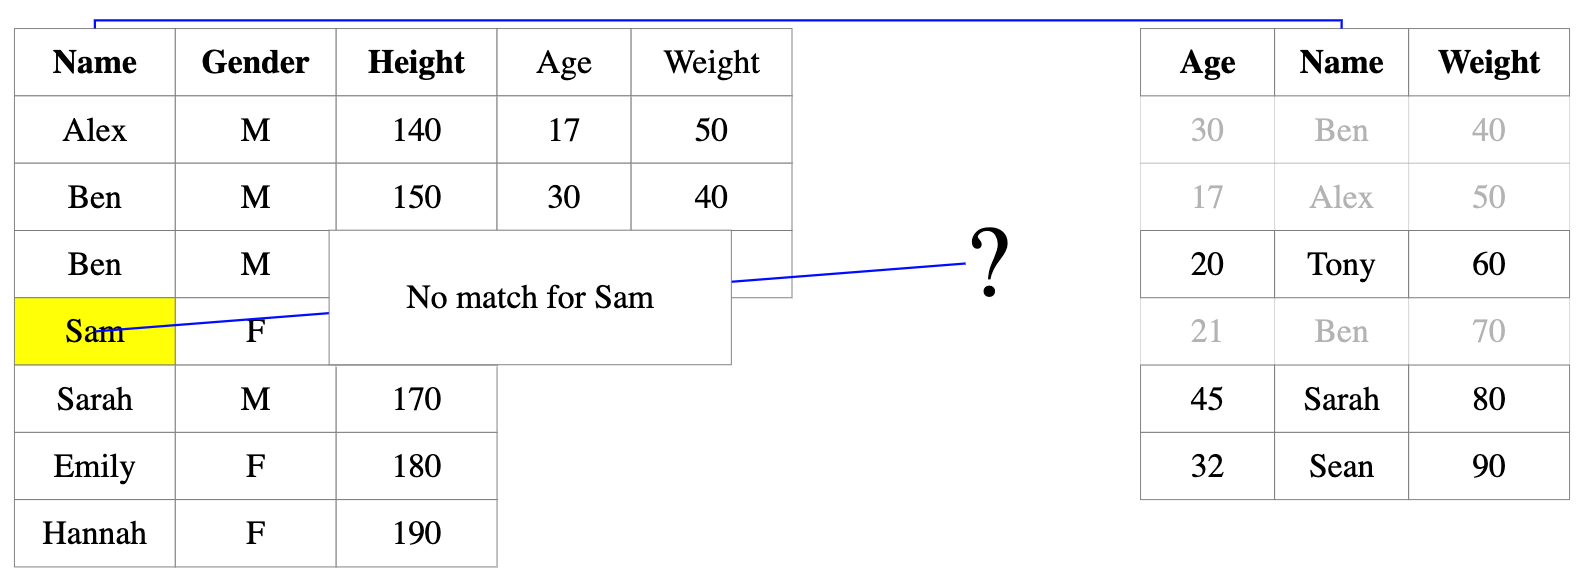 Name Gender Height Age Weight Age Name Weight
Alex M 140 17 50 30 Ben 40
Ben M 150 30 40 17 Alex 50
Ben M ? 20 Tony 60
No match for Sam
Sam F 21 Ben 70
Sarah M 170 45 Sarah 80
Emily F 180 32 Sean 90
Hannah F 190